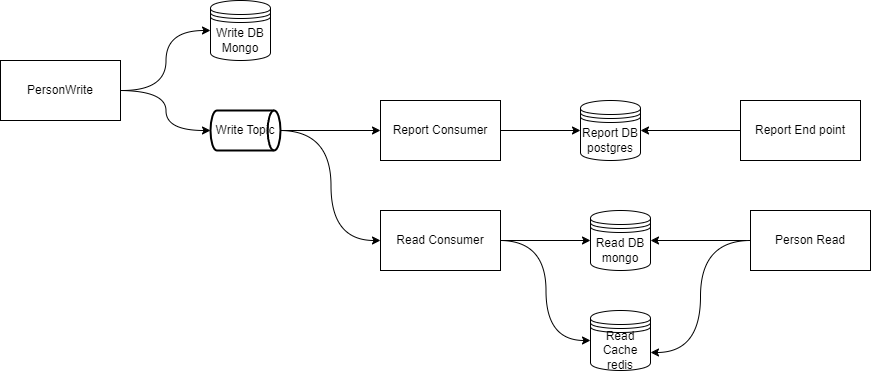 Write DB
Mongo
PersonWrite
Write Topic
Report Consumer
Report DB
postgres
Report End point
Read Consumer
Read DB
mongo
Person Read
Read
Cache
redis